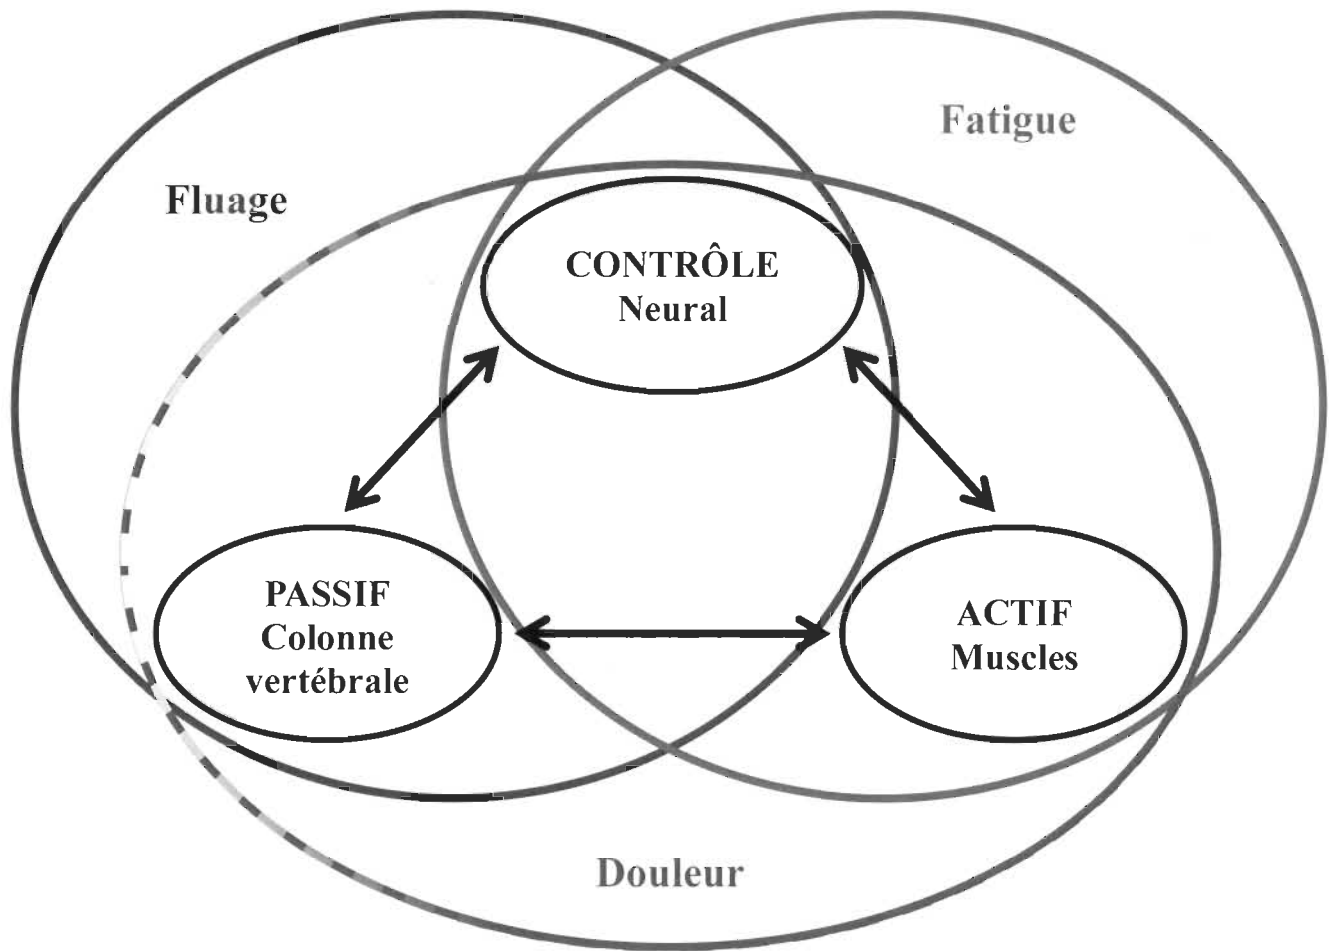 Fatigue
Fluage
CONTRÔLE
Neural
PASSIF
Colonne
vertébrale
ACTIF
Muscles
Douleur